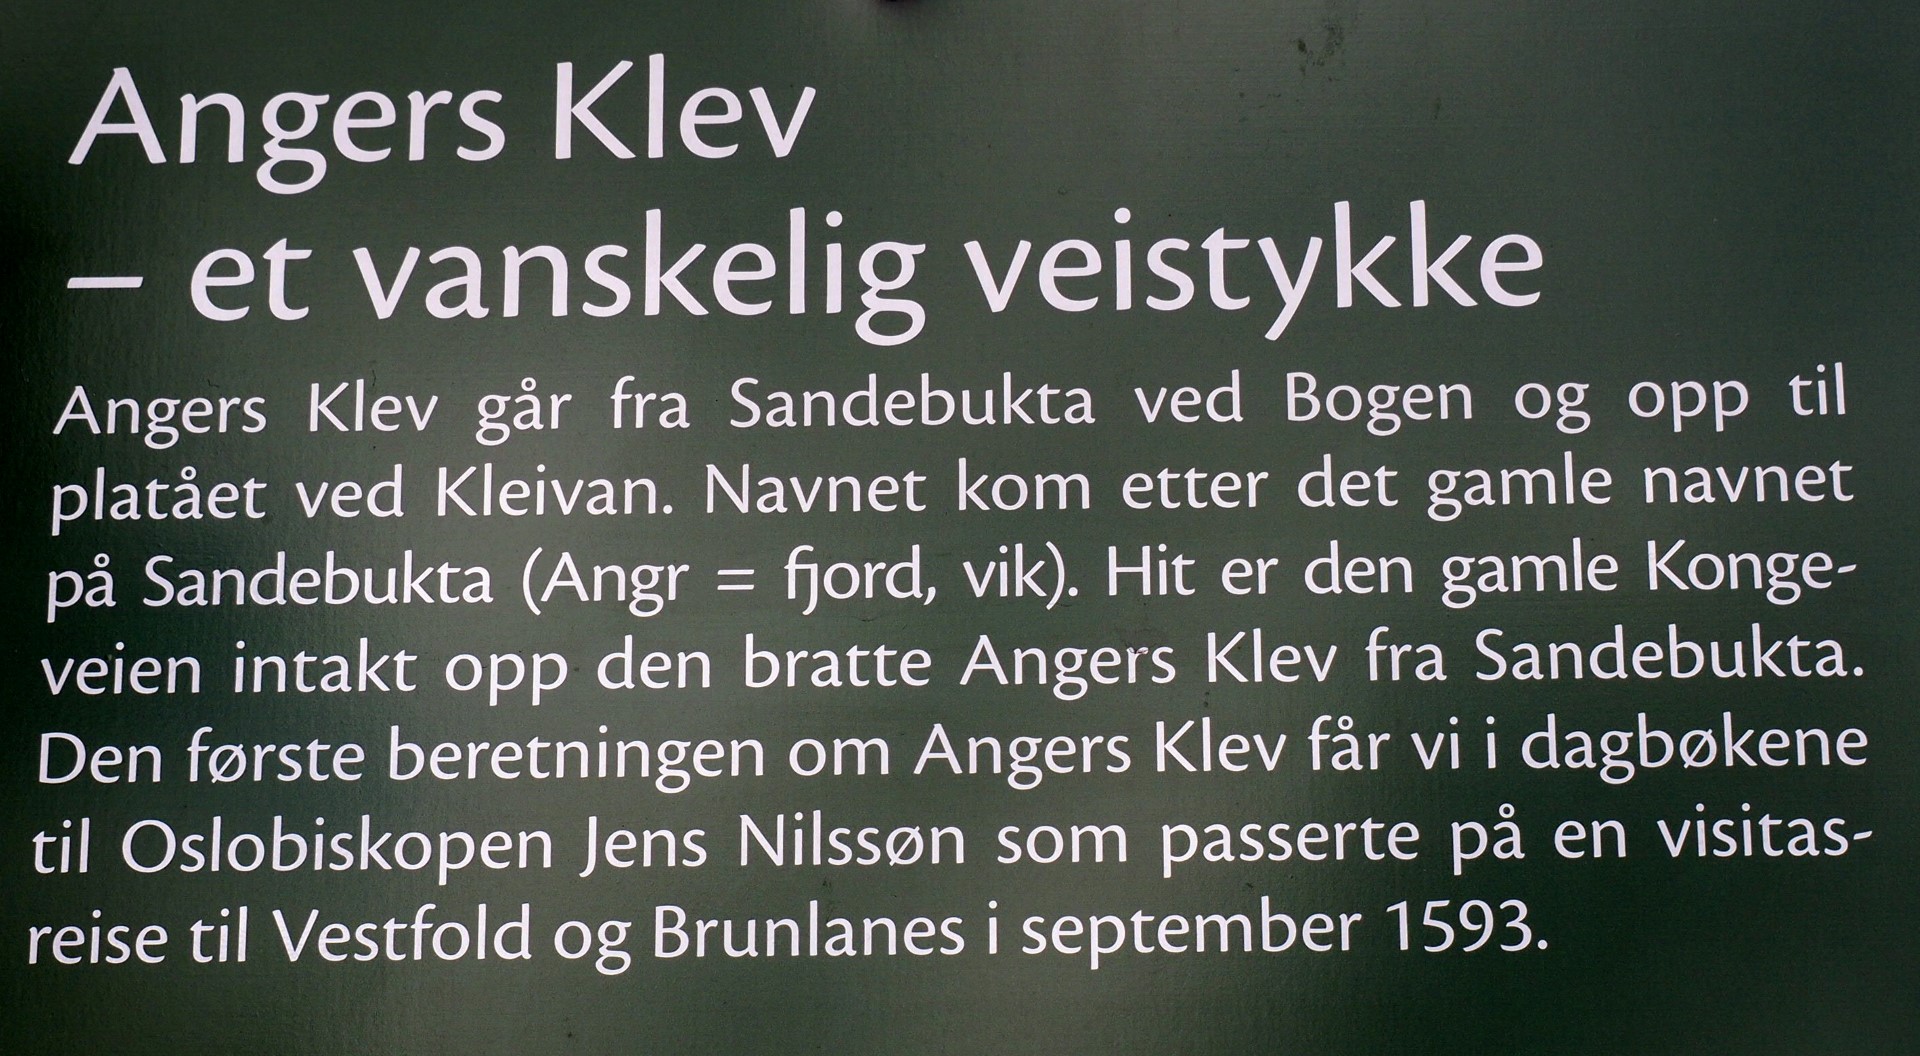 Angers Klev
– et vanskelig veistykke
Angers Klev går fra Sandebukta ved Bogen og opp til
platået ved Kleivan. Navnet kom etter det gamle navnet
på Sandebukta (Angr = fjord, vik). Hit er den gamle Konge-
veien intakt opp den bratte Angers Klev fra Sandebukta.
Den første beretningen om Angers Klev får vi i dagbøkene
til Oslobiskopen Jens Nilssøn som passerte på en visitas-
reise til Vestfold og Brunlanes i september 1593.